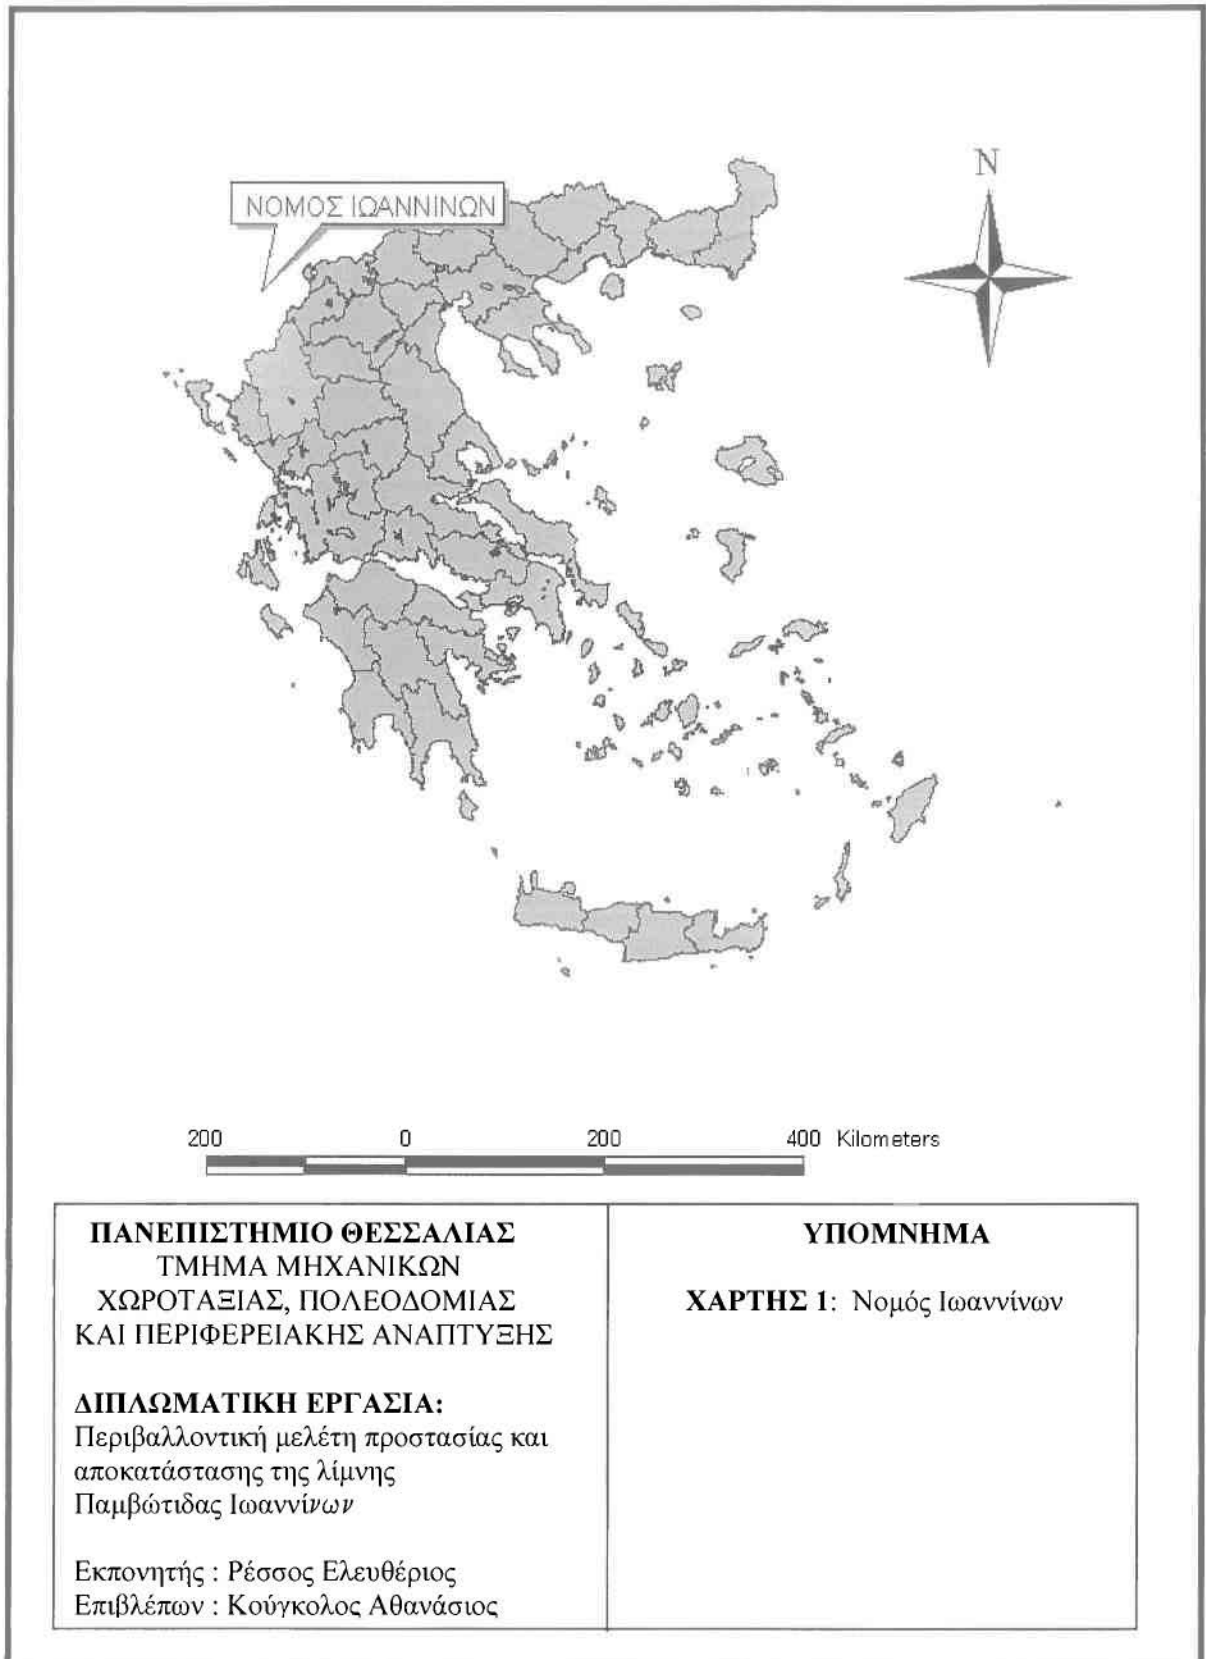 N
ΝΟΜΟΣ ΙΩΑΝΝΙΝΩΝ
200 0 200 400 Kilometers
ΠΑΝΕΠΙΣΤΗΜΙΟ ΘΕΣΣΑΛΙΑΣ
ΤΜΗΜΑ ΜΗΧΑΝΙΚΩΝ
ΧΩΡΟΤΑΞΙΑΣ, ΠΟΛΕΟΔΟΜΙΑΣ
ΚΑΙ ΠΕΡΙΦΕΡΕΙΑΚΗΣ ΑΝΑΠΤΥΞΗΣ
ΔΙΠΛΩΜΑΤΙΚΗ ΕΡΓΑΣΙΑ:
Περιβαλλοντική μελέτη προστασίας και
αποκατάστασης της λίμνης
Παμβώτιδας Ιωαννίνων
Εκπονητής : Ρέσσος Ελευθέριος
Επιβλέπων : Κούγκολος Αθανάσιος
ΥΠΟΜΝΗΜΑ
ΧΑΡΤΗΣ 1: Νομός Ιωαννίνων